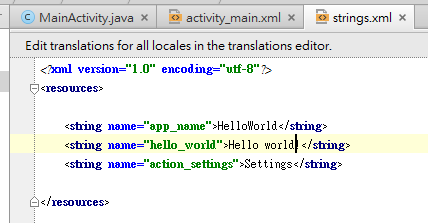 MainActivity.java activity_main.xml strings.xml
Edit translations for all locales in the translations editor.
<?xml version="1.0" encoding="utf-8"?>
<resources>
<string name="app_name">HelloWorld</string>
<string name="hello_world">Hello world!</string>
<string name="action_settings">Settings</string>
</resources>